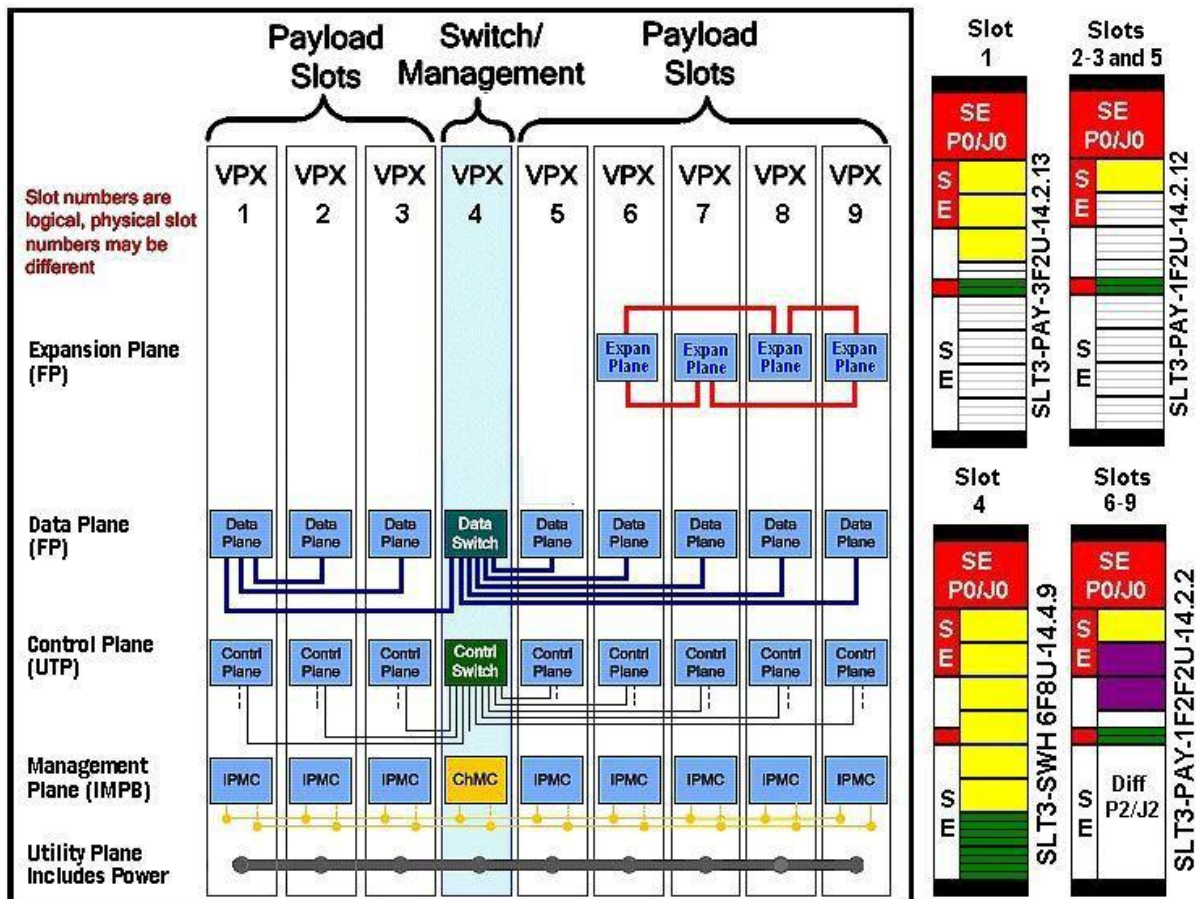 Payload
Slots
Switch/
Management
Payload
Slots
Slot numbers are
logical, physical slot
numbers may be
different
VPX
1
VPX
2
VPX
3
VPX
4
VPX
5
VPX
6
VPX
7
VPX
8
VPX
9
Expansion Plane
(FP)
Expan
Plane
Expan
Plane
Expan
Plane
Expan
Plane
Data Plane
(FP)
Data
Plane
Data
Plane
Data
Plane
Data
Switch
Data
Plane
Data
Plane
Data
Plane
Data
Plane
Data
Plane
Control Plane
(UTP)
Contrl
Plane
Contrl
Plane
Contrl
Plane
Contrl
Switch
Contrl
Plane
Contrl
Plane
Contrl
Plane
Contrl
Plane
Contrl
Plane
Management
Plane (IMPB)
IPMC
IPMC
IPMC
ChMC
IPMC
IPMC
IPMC
IPMC
IPMC
Utility Plane
Includes Power
Slot
1
SE
P0/J0
S
E
S
E
SLT3-PAY-3F2U-14.2.13
Slots
2-3 and 5
SE
P0/J0
S
E
S
E
SLT3-PAY-1F2U-14.2.12
Slot
4
SE
P0/J0
S
E
S
E
SLT3-SWH 6F8U-14.4.9
Slots
6-9
SE
P0/J0
S
E
S
E
Diff
P2/J2
SLT3-PAY-1F2F2U-14.2.2